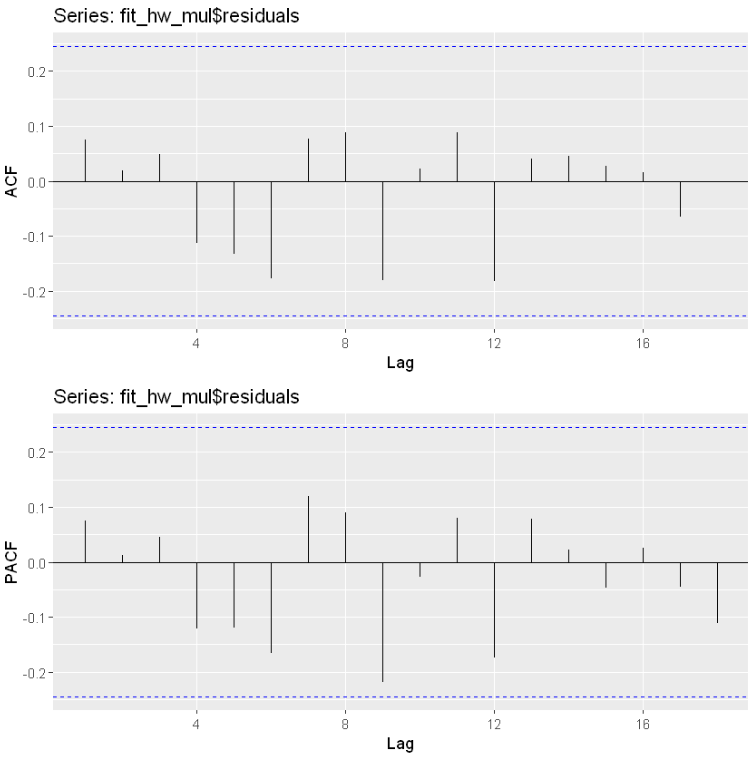 Series: fit_hw_mul$residuals
0.2
0.1
0.0
-0.1
-0.2
ACF
4 8 12 16
Lag
Series: fit_hw_mul$residuals
0.2
0.1
0.0
-0.1
-0.2
PACF
4 8 12 16
Lag